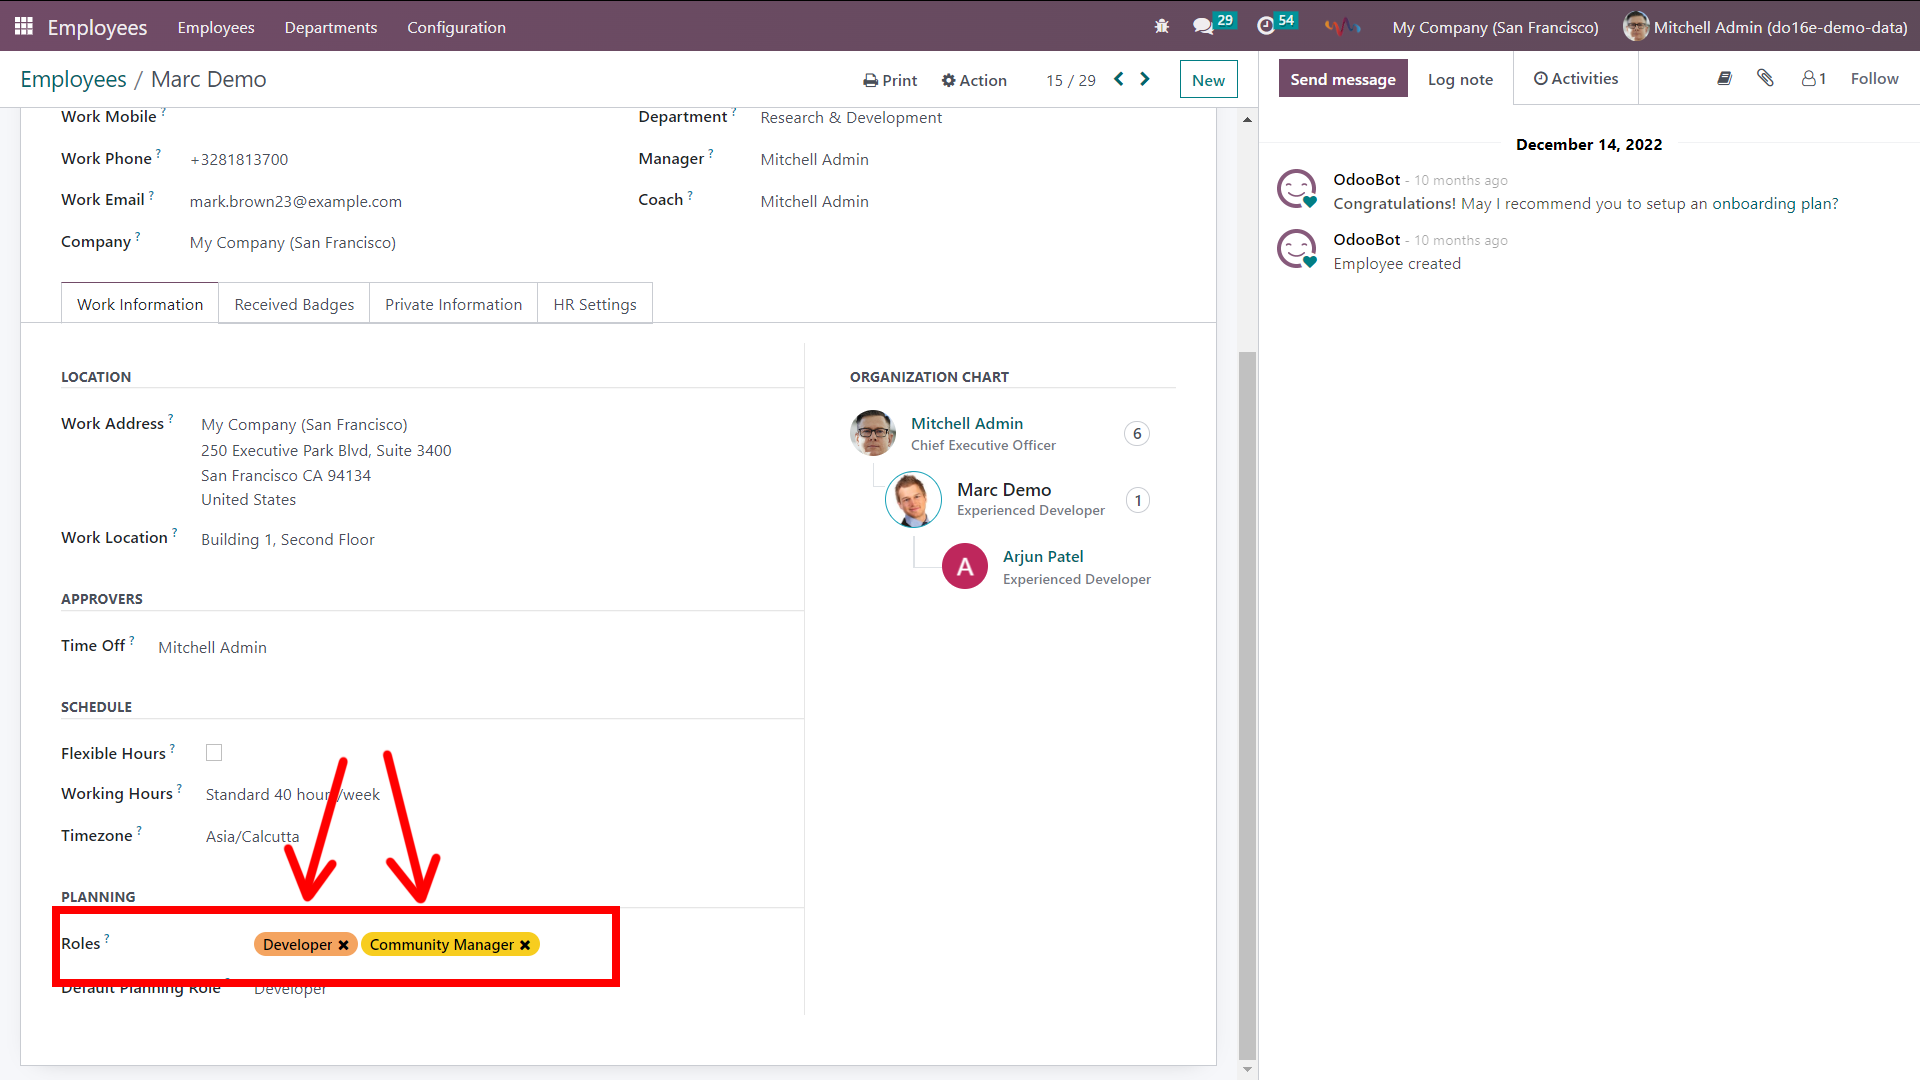 Employees Employees Departments Configuration 29 54 My Company (San Francisco) Mitchell Admin (do16e-demo-data)
Employees / Marc Demo Print Action 15 / 29 New
Work Mobile ?
Work Phone ? +3281813700
Work Email ? mark.brown23@example.com
Company ? My Company (San Francisco)
Department ? Research & Development
Manager ? Mitchell Admin
Coach ? Mitchell Admin
Work Information Received Badges Private Information HR Settings
LOCATION
Work Address ? My Company (San Francisco)
250 Executive Park Blvd, Suite 3400
San Francisco CA 94134
United States
Work Location ? Building 1, Second Floor
APPROVERS
Time Off ? Mitchell Admin
SCHEDULE
Flexible Hours ?
Working Hours ? Standard 40 hours/week
Timezone ? Asia/Calcutta
PLANNING
Roles ? Developer Community Manager
Default Planning Role ? Developer
ORGANIZATION CHART
Mitchell Admin
Chief Executive Officer
6
Marc Demo
Experienced Developer
1
A
Arjun Patel
Experienced Developer
Send message Log note Activities 1 Follow
December 14, 2022
OdooBot - 10 months ago
Congratulations! May I recommend you to setup an onboarding plan?
OdooBot - 10 months ago
Employee created